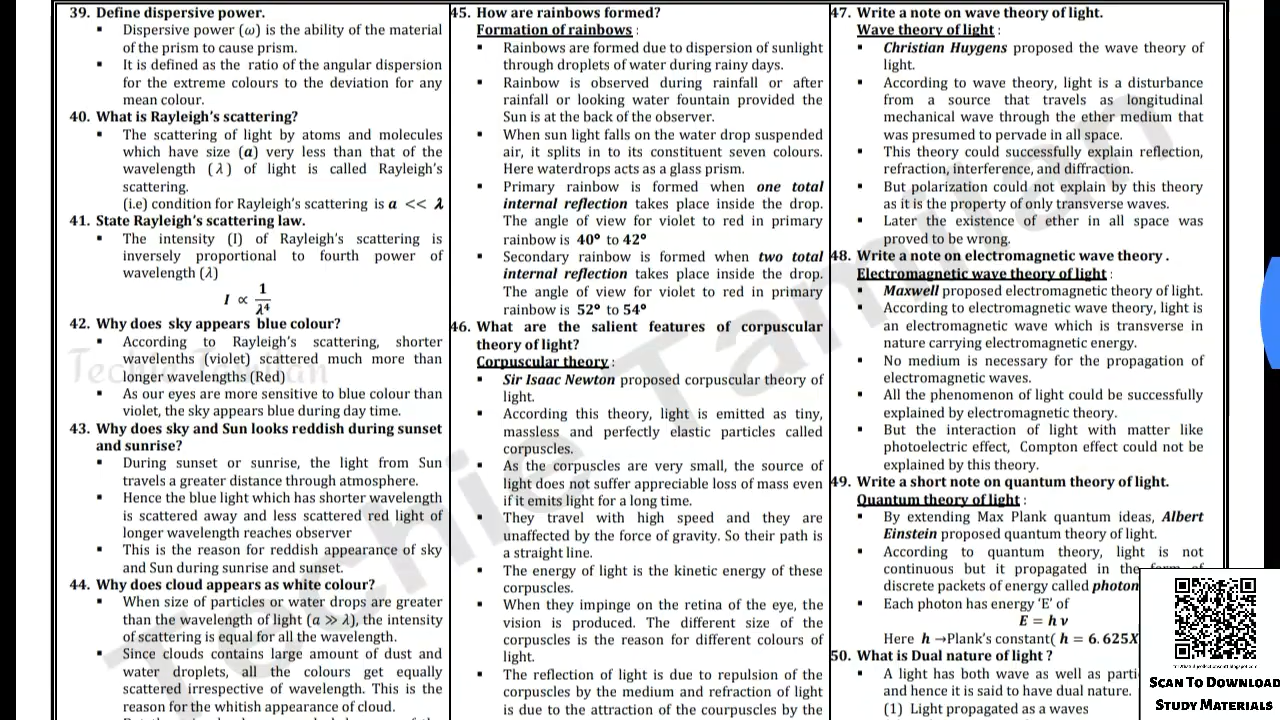 39. Define dispersive power.
▪ Dispersive power (ω) is the ability of the material
of the prism to cause prism.
▪ It is defined as the ratio of the angular dispersion
for the extreme colours to the deviation for any
mean colour.
40. What is Rayleigh's scattering?
▪ The scattering of light by atoms and molecules
which have size (a) very less than that of the
wavelength (λ) of light is called Rayleigh's
scattering.
(i.e) condition for Rayleigh's scattering is a << λ
41. State Rayleigh's scattering law.
▪ The intensity (I) of Rayleigh's scattering is
inversely proportional to fourth power of
wavelength (λ)
I ∝ 1/λ⁴
42. Why does sky appears blue colour?
▪ According to Rayleigh's scattering, shorter
wavelenths (violet) scattered much more than
longer wavelengths (Red)
▪ As our eyes are more sensitive to blue colour than
violet, the sky appears blue during day time.
43. Why does sky and Sun looks reddish during sunset
and sunrise?
▪ During sunset or sunrise, the light from Sun
travels a greater distance through atmosphere.
▪ Hence the blue light which has shorter wavelength
is scattered away and less scattered red light of
longer wavelength reaches observer
▪ This is the reason for reddish appearance of sky
and Sun during sunrise and sunset.
44. Why does cloud appears as white colour?
▪ When size of particles or water drops are greater
than the wavelength of light (a ≫ λ), the intensity
of scattering is equal for all the wavelength.
▪ Since clouds contains large amount of dust and
water droplets, all the colours get equally
scattered irrespective of wavelength. This is the
reason for the whitish appearance of cloud.
45. How are rainbows formed?
Formation of rainbows :
▪ Rainbows are formed due to dispersion of sunlight
through droplets of water during rainy days.
▪ Rainbow is observed during rainfall or after
rainfall or looking water fountain provided the
Sun is at the back of the observer.
▪ When sun light falls on the water drop suspended
air, it splits in to its constituent seven colours.
Here waterdrops acts as a glass prism.
▪ Primary rainbow is formed when one total
internal reflection takes place inside the drop.
The angle of view for violet to red in primary
rainbow is 40° to 42°
▪ Secondary rainbow is formed when two total
internal reflection takes place inside the drop.
The angle of view for violet to red in primary
rainbow is 52° to 54°
46. What are the salient features of corpuscular
theory of light?
Corpuscular theory :
▪ Sir Isaac Newton proposed corpuscular theory of
light.
▪ According this theory, light is emitted as tiny,
massless and perfectly elastic particles called
corpuscles.
▪ As the corpuscles are very small, the source of
light does not suffer appreciable loss of mass even
if it emits light for a long time.
▪ They travel with high speed and they are
unaffected by the force of gravity. So their path is
a straight line.
▪ The energy of light is the kinetic energy of these
corpuscles.
▪ When they impinge on the retina of the eye, the
vision is produced. The different size of the
corpuscles is the reason for different colours of
light.
▪ The reflection of light is due to repulsion of the
corpuscles by the medium and refraction of light
is due to the attraction of the courpuscles by the
47. Write a note on wave theory of light.
Wave theory of light :
▪ Christian Huygens proposed the wave theory of
light.
▪ According to wave theory, light is a disturbance
from a source that travels as longitudinal
mechanical wave through the ether medium that
was presumed to pervade in all space.
▪ This theory could successfully explain reflection,
refraction, interference, and diffraction.
▪ But polarization could not explain by this theory
as it is the property of only transverse waves.
▪ Later the existence of ether in all space was
proved to be wrong.
48. Write a note on electromagnetic wave theory .
Electromagnetic wave theory of light :
▪ Maxwell proposed electromagnetic theory of light.
▪ According to electromagnetic wave theory, light is
an electromagnetic wave which is transverse in
nature carrying electromagnetic energy.
▪ No medium is necessary for the propagation of
electromagnetic waves.
▪ All the phenomenon of light could be successfully
explained by electromagnetic theory.
▪ But the interaction of light with matter like
photoelectric effect, Compton effect could not be
explained by this theory.
49. Write a short note on quantum theory of light.
Quantum theory of light :
▪ By extending Max Plank quantum ideas, Albert
Einstein proposed quantum theory of light.
▪ According to quantum theory, light is not
continuous but it propagated in the form of
discrete packets of energy called photon
▪ Each photon has energy 'E' of
E = h ν
Here h →Plank's constant( h = 6.625X
50. What is Dual nature of light ?
▪ A light has both wave as well as parti
and hence it is said to have dual nature.
(1) Light propagated as a waves
Techie Tamilan
Techie Tamilan
SCAN TO DOWNLOAD
STUDY MATERIALS